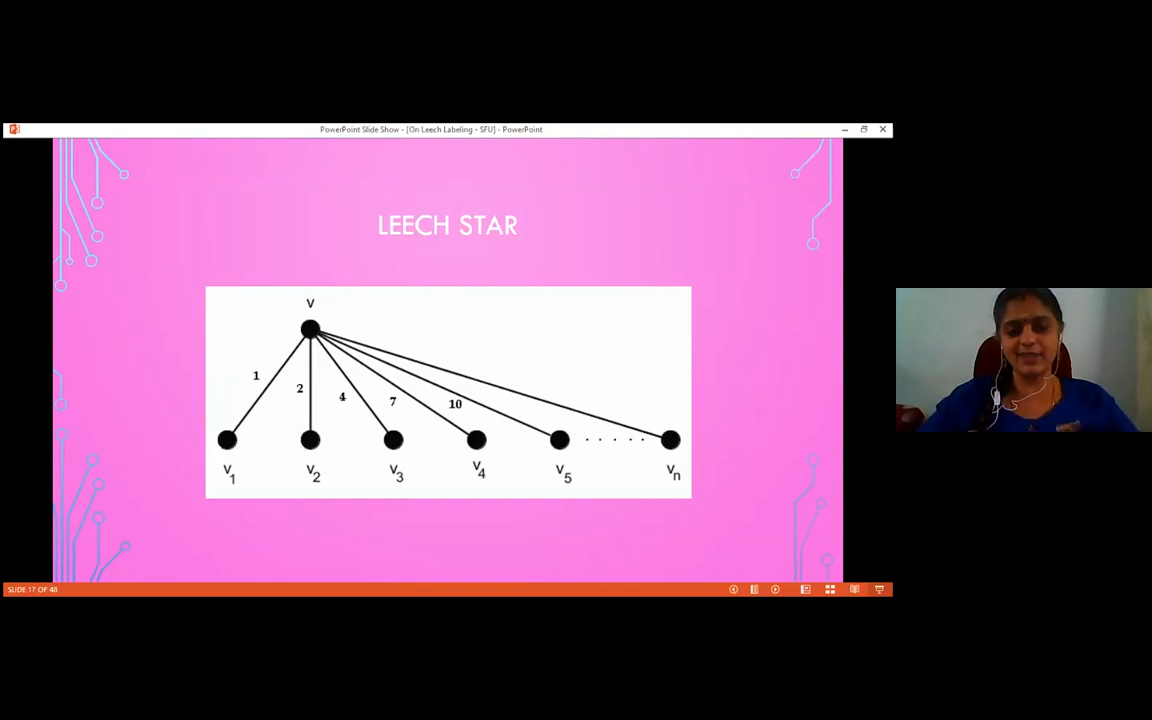 PowerPoint Slide Show - [On Leech Labeling - SFU] - PowerPoint
LEECH STAR
v
1 2 4 7 10
v1 v2 v3 v4 v5 . . . . . vn
SLIDE 17 OF 48